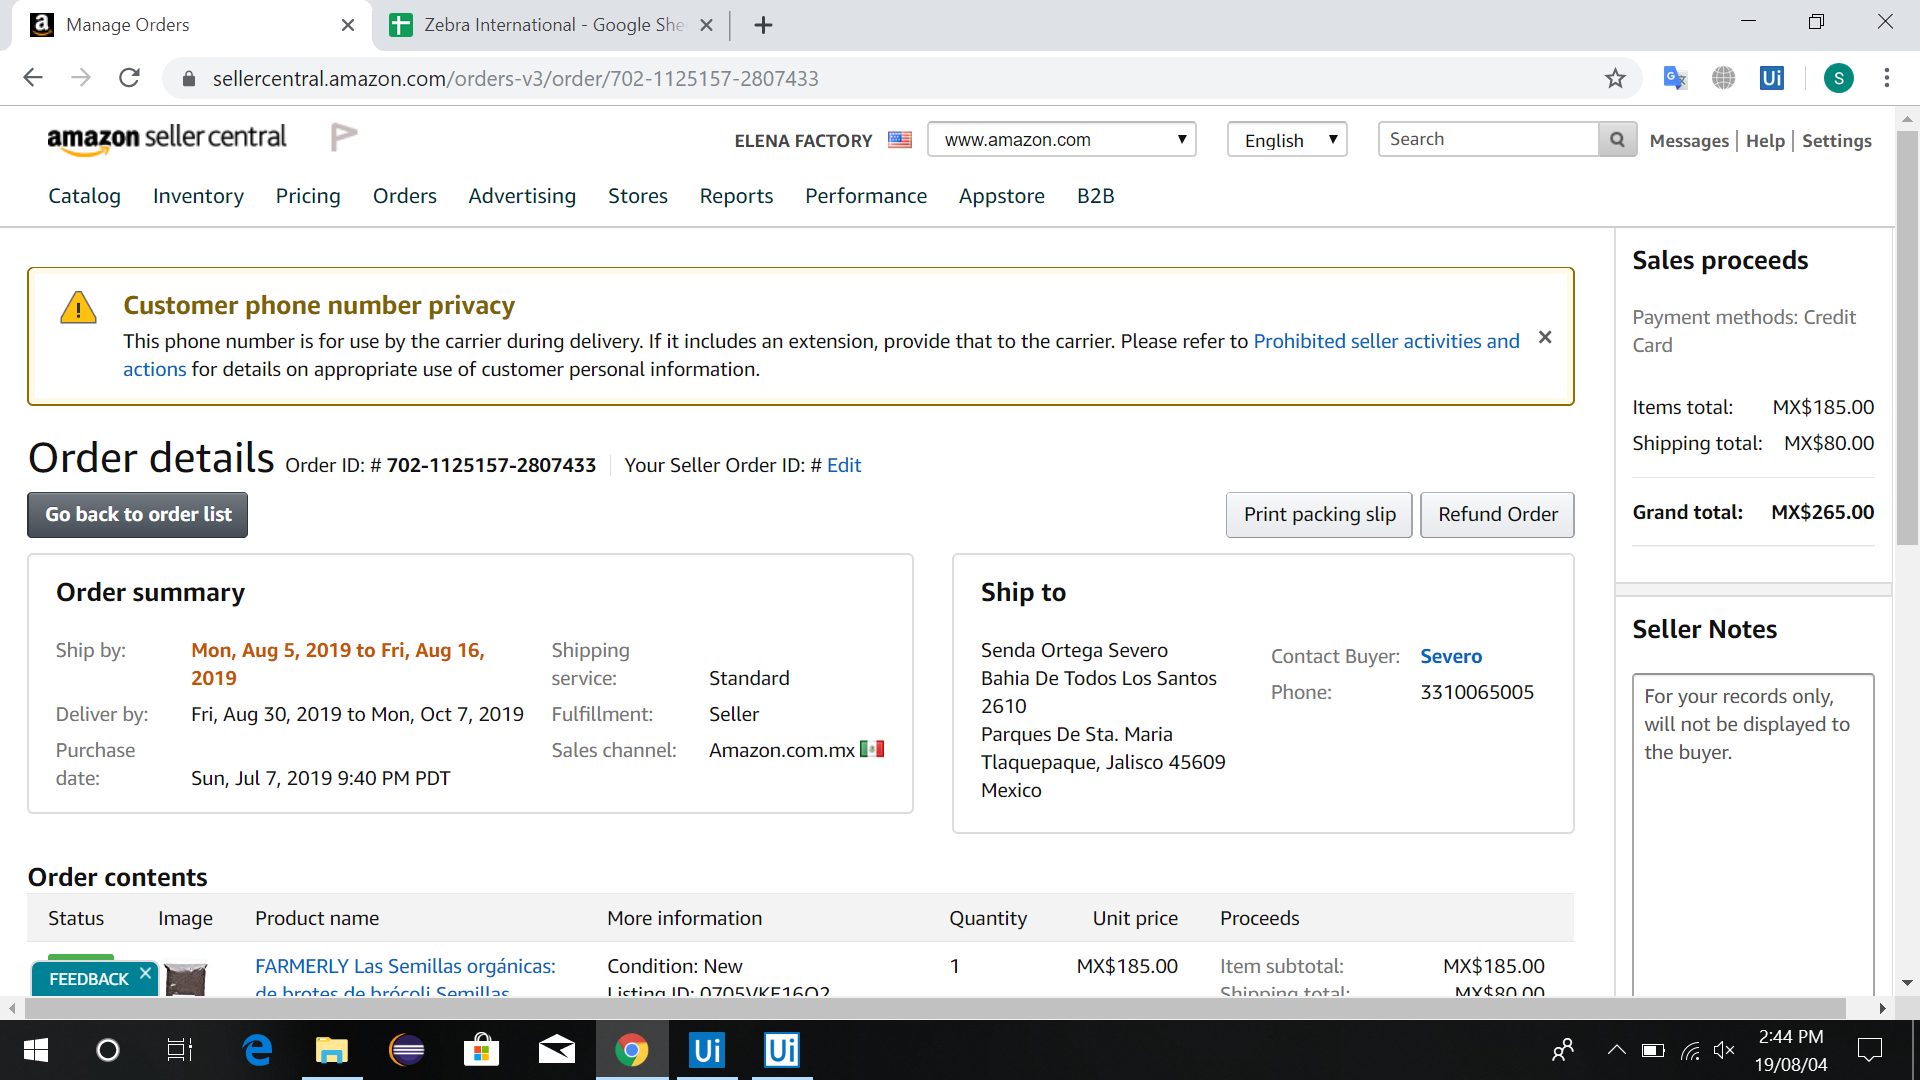 Manage Orders
Zebra International - Google She
sellercentral.amazon.com/orders-v3/order/702-1125157-2807433
S
amazon seller central
ELENA FACTORY
www.amazon.com
English
Search
Messages | Help | Settings
Catalog Inventory Pricing Orders Advertising Stores Reports Performance Appstore B2B
Customer phone number privacy
This phone number is for use by the carrier during delivery. If it includes an extension, provide that to the carrier. Please refer to Prohibited seller activities and
actions for details on appropriate use of customer personal information.
Order details Order ID: # 702-1125157-2807433 Your Seller Order ID: # Edit
Go back to order list
Print packing slip
Refund Order
Order summary
Ship by: Mon, Aug 5, 2019 to Fri, Aug 16,
2019
Deliver by: Fri, Aug 30, 2019 to Mon, Oct 7, 2019
Purchase
date: Sun, Jul 7, 2019 9:40 PM PDT
Shipping
service: Standard
Fulfillment: Seller
Sales channel: Amazon.com.mx
Ship to
Senda Ortega Severo
Bahia De Todos Los Santos
2610
Parques De Sta. Maria
Tlaquepaque, Jalisco 45609
Mexico
Contact Buyer: Severo
Phone: 3310065005
Sales proceeds
Payment methods: Credit
Card
Items total: MX$185.00
Shipping total: MX$80.00
Grand total: MX$265.00
Seller Notes
For your records only,
will not be displayed to
the buyer.
Order contents
Status Image Product name More information Quantity Unit price Proceeds
FEEDBACK
FARMERLY Las Semillas orgánicas:
de brotes de brócoli Semillas
Condition: New
Listing ID: 0705VKE16O2
1
MX$185.00
Item subtotal: MX$185.00
Shipping total: MX$80.00
Ui
Ui
Ui
2:44 PM
19/08/04